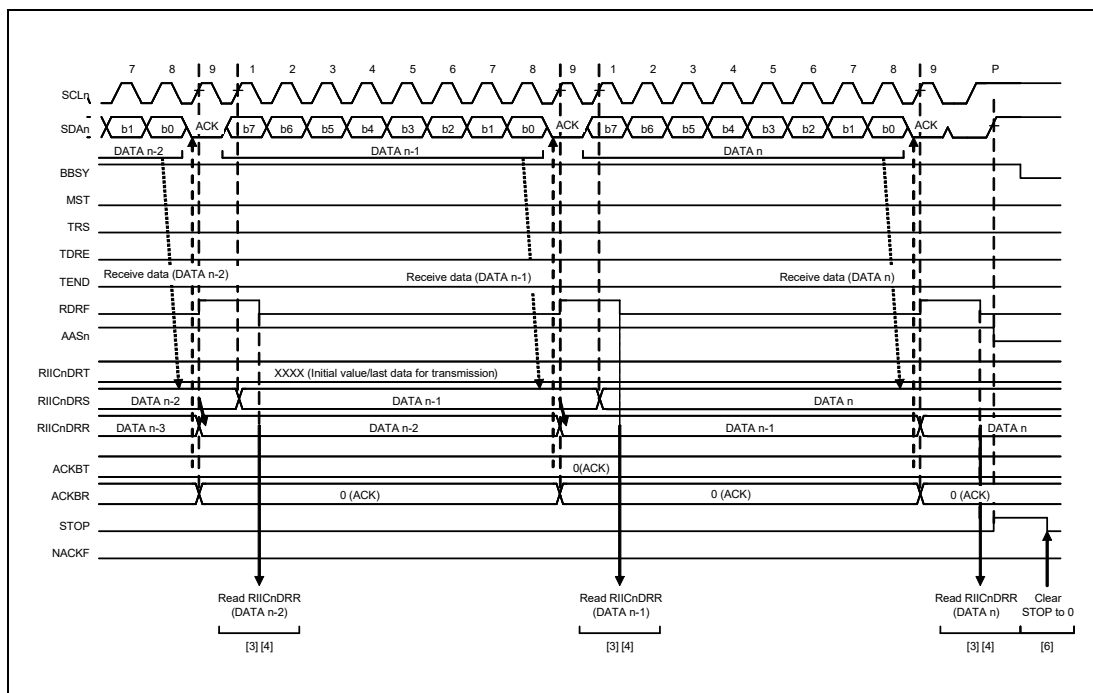 7 8 9 1 2 3 4 5 6 7 8 9 1 2 3 4 5 6 7 8 9 P
SCLn
SDAn b1 b0 ACK b7 b6 b5 b4 b3 b2 b1 b0 ACK b7 b6 b5 b4 b3 b2 b1 b0 ACK
DATA n-2 DATA n-1 DATA n
BBSY
MST
TRS
TDRE
TEND
Receive data (DATA n-2) Receive data (DATA n-1) Receive data (DATA n)
RDRF
AASn
RIICnDRT XXXX (Initial value/last data for transmission)
RIICnDRS DATA n-2 DATA n-1 DATA n
RIICnDRR DATA n-3 DATA n-2 DATA n-1 DATA n
ACKBT 0(ACK)
ACKBR 0 (ACK) 0 (ACK) 0 (ACK)
STOP
NACKF
Read RIICnDRR Read RIICnDRR Read RIICnDRR Clear
(DATA n-2) (DATA n-1) (DATA n) STOP to 0
[3] [4] [3] [4] [3] [4] [6]